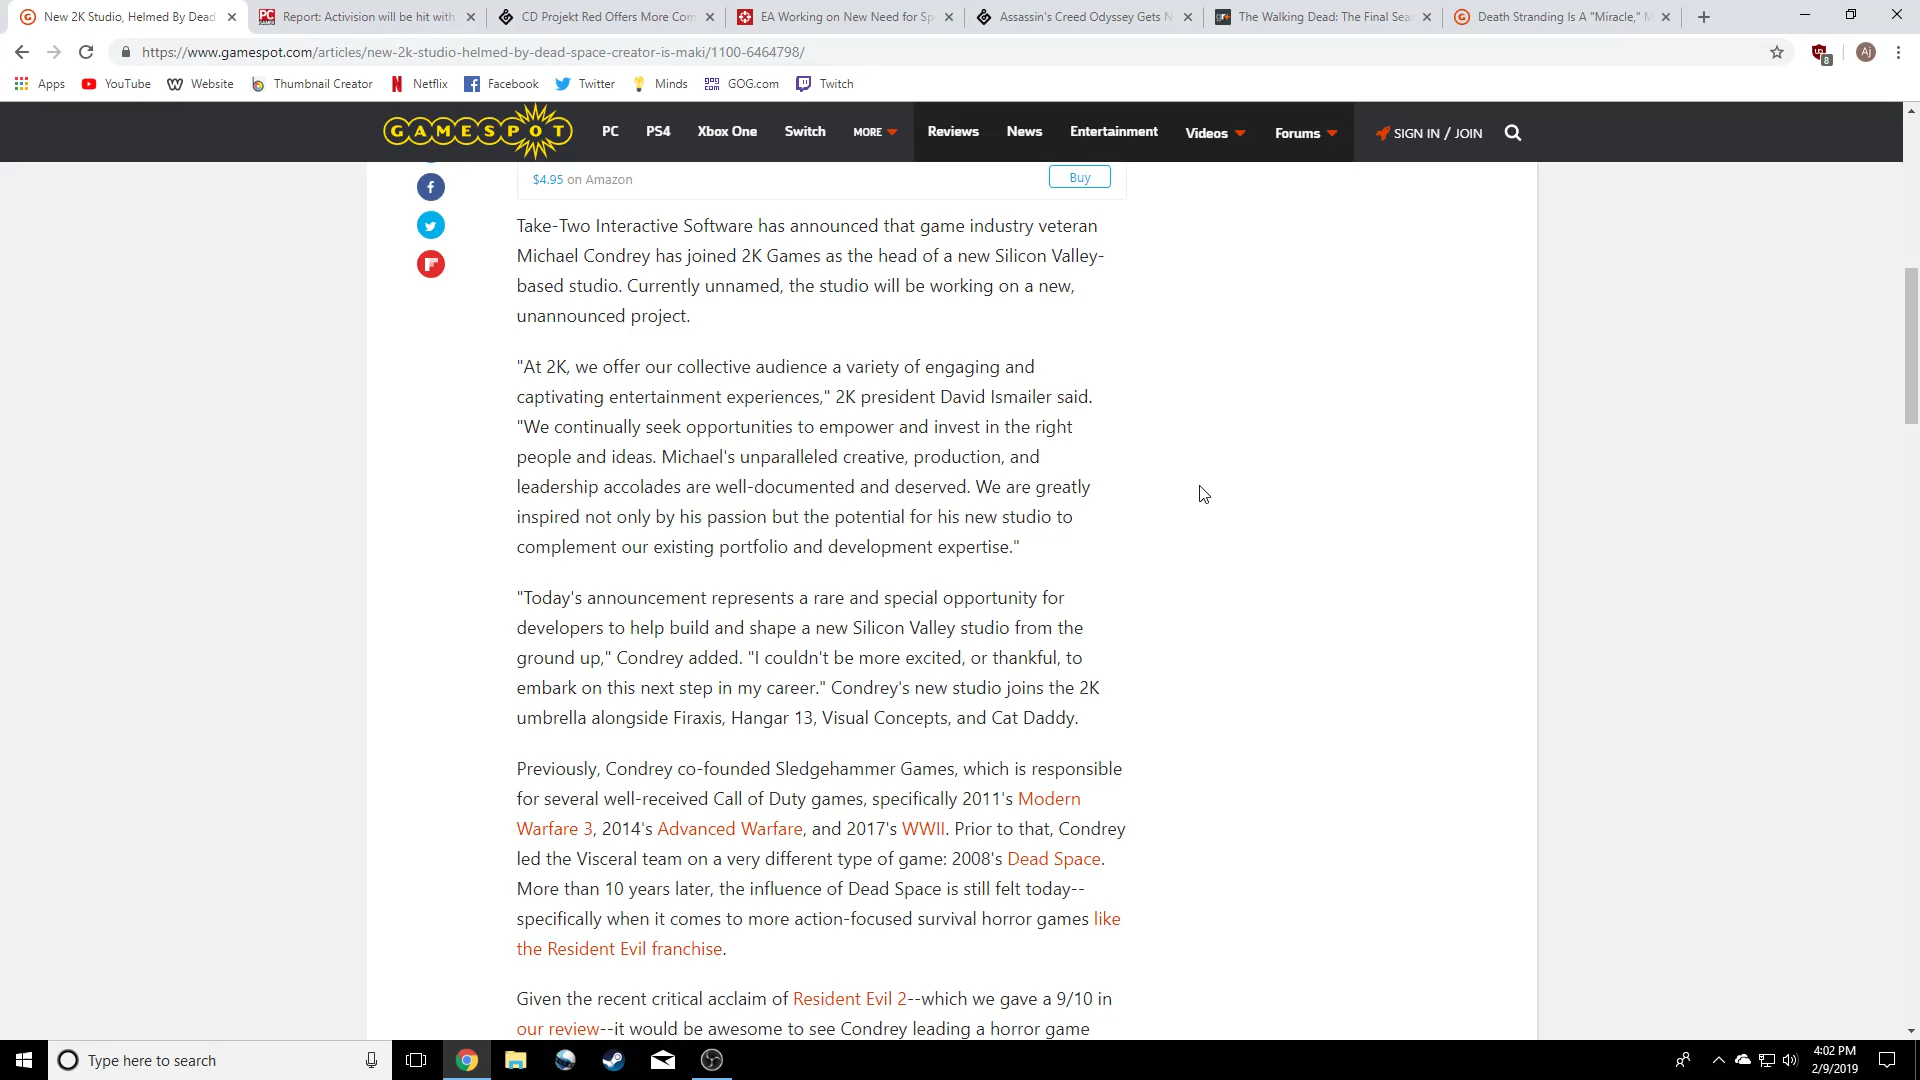 New 2K Studio, Helmed By Dead
Report: Activision will be hit with
CD Projekt Red Offers More Com
EA Working on New Need for Sp
Assassin's Creed Odyssey Gets N
The Walking Dead: The Final Sea
Death Stranding Is A "Miracle," M
https://www.gamespot.com/articles/new-2k-studio-helmed-by-dead-space-creator-is-maki/1100-6464798/
8
Aj
Apps
YouTube
Website
Thumbnail Creator
Netflix
Facebook
Twitter
Minds
GOG.com
Twitch
GAMESPOT
PC
PS4
Xbox One
Switch
MORE
Reviews
News
Entertainment
Videos
Forums
SIGN IN / JOIN
$4.95 on Amazon
Buy
Take-Two Interactive Software has announced that game industry veteran
Michael Condrey has joined 2K Games as the head of a new Silicon Valley-
based studio. Currently unnamed, the studio will be working on a new,
unannounced project.
"At 2K, we offer our collective audience a variety of engaging and
captivating entertainment experiences," 2K president David Ismailer said.
"We continually seek opportunities to empower and invest in the right
people and ideas. Michael's unparalleled creative, production, and
leadership accolades are well-documented and deserved. We are greatly
inspired not only by his passion but the potential for his new studio to
complement our existing portfolio and development expertise."
"Today's announcement represents a rare and special opportunity for
developers to help build and shape a new Silicon Valley studio from the
ground up," Condrey added. "I couldn't be more excited, or thankful, to
embark on this next step in my career." Condrey's new studio joins the 2K
umbrella alongside Firaxis, Hangar 13, Visual Concepts, and Cat Daddy.
Previously, Condrey co-founded Sledgehammer Games, which is responsible
for several well-received Call of Duty games, specifically 2011's Modern
Warfare 3, 2014's Advanced Warfare, and 2017's WWII. Prior to that, Condrey
led the Visceral team on a very different type of game: 2008's Dead Space.
More than 10 years later, the influence of Dead Space is still felt today--
specifically when it comes to more action-focused survival horror games like
the Resident Evil franchise.
Given the recent critical acclaim of Resident Evil 2--which we gave a 9/10 in
our review--it would be awesome to see Condrey leading a horror game
Type here to search
4:02 PM
2/9/2019